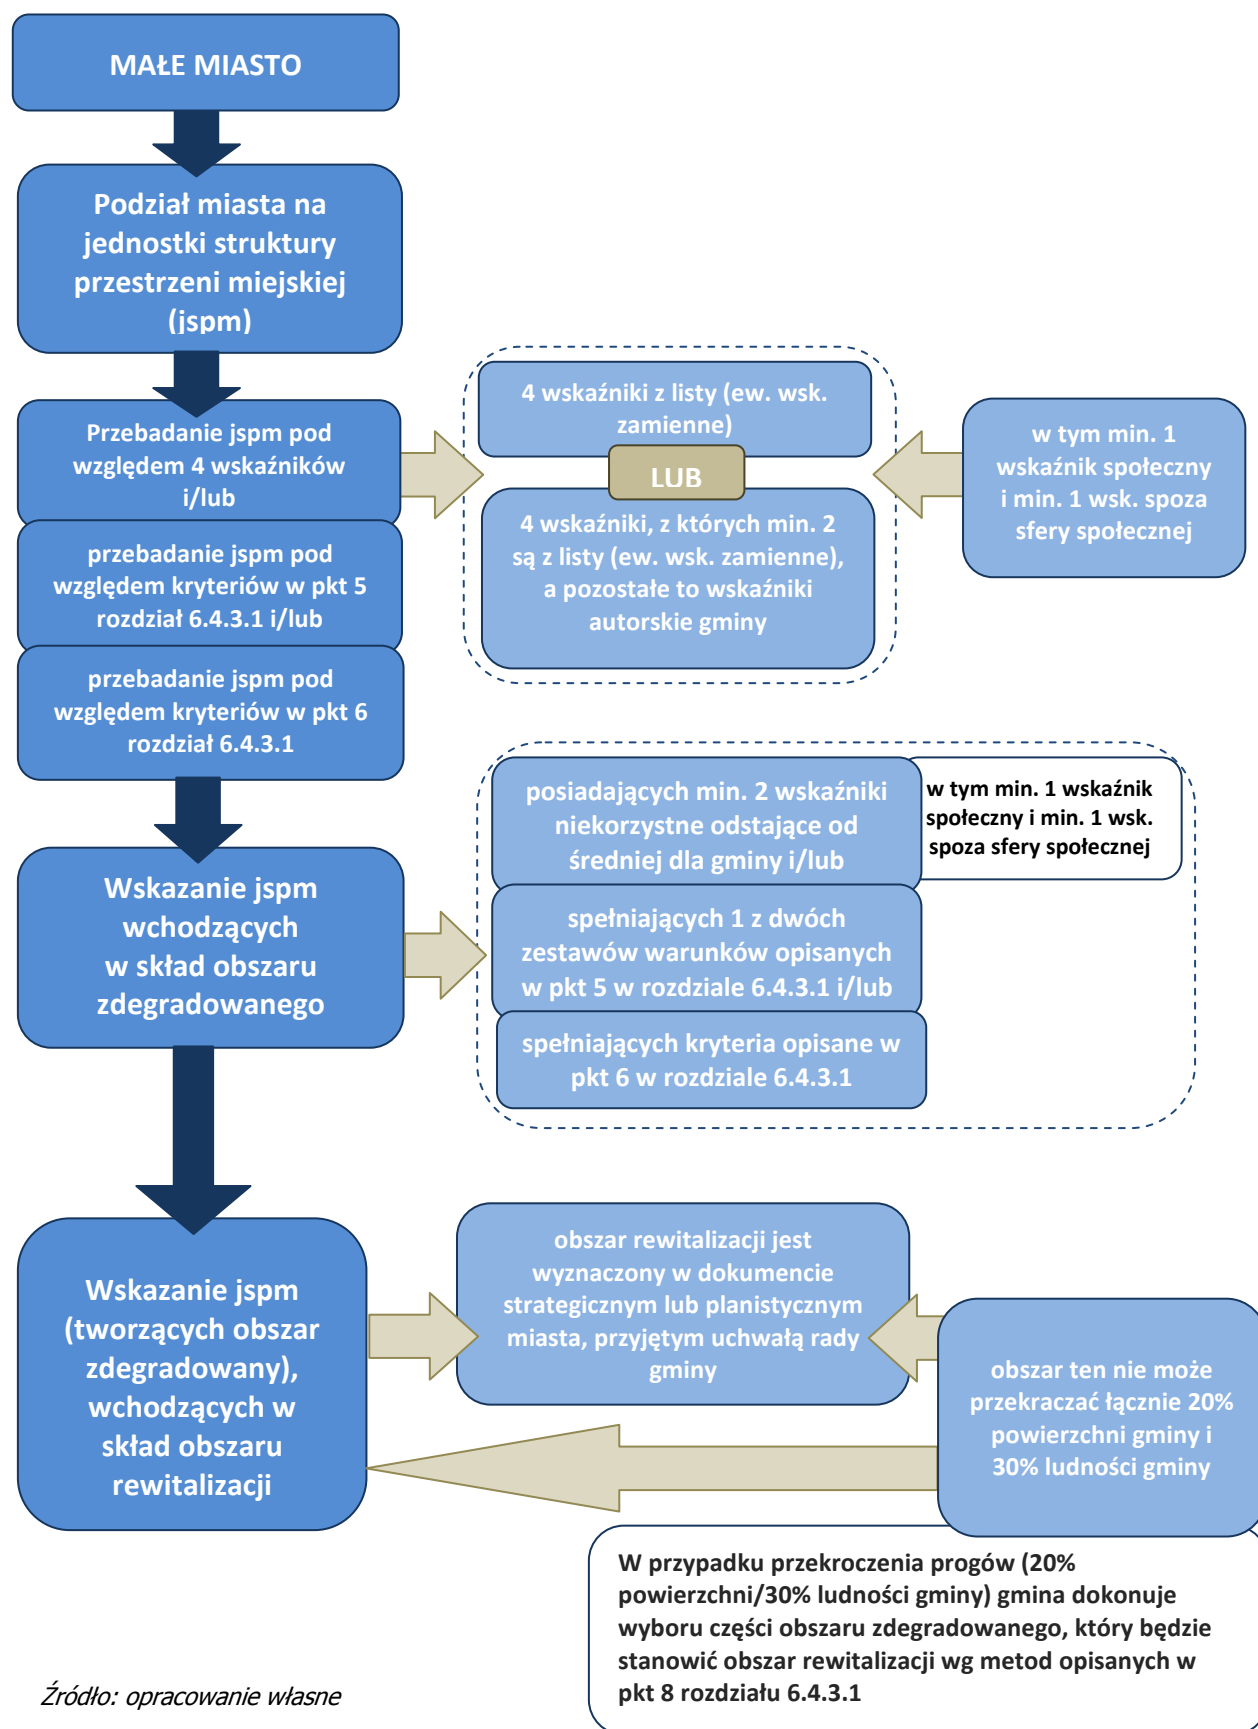 MAŁE MIASTO
Podział miasta na
jednostki struktury
przestrzeni miejskiej
(jspm)
Przebadanie jspm pod
względem 4 wskaźników
i/lub
przebadanie jspm pod
względem kryteriów w pkt 5
rozdział 6.4.3.1 i/lub
przebadanie jspm pod
względem kryteriów w pkt 6
rozdział 6.4.3.1
4 wskaźniki z listy (ew. wsk.
zamienne)
LUB
4 wskaźniki, z których min. 2
są z listy (ew. wsk. zamienne),
a pozostałe to wskaźniki
autorskie gminy
w tym min. 1
wskaźnik społeczny
i min. 1 wsk. spoza
sfery społecznej
Wskazanie jspm
wchodzących
w skład obszaru
zdegradowanego
posiadających min. 2 wskaźniki
niekorzystne odstające od
średniej dla gminy i/lub
w tym min. 1 wskaźnik
społeczny i min. 1 wsk.
spoza sfery społecznej
spełniających 1 z dwóch
zestawów warunków opisanych
w pkt 5 w rozdziale 6.4.3.1 i/lub
spełniających kryteria opisane w
pkt 6 w rozdziale 6.4.3.1
Wskazanie jspm
(tworzących obszar
zdegradowany),
wchodzących w
skład obszaru
rewitalizacji
obszar rewitalizacji jest
wyznaczony w dokumencie
strategicznym lub planistycznym
miasta, przyjętym uchwałą rady
gminy
obszar ten nie może
przekraczać łącznie 20%
powierzchni gminy i
30% ludności gminy
W przypadku przekroczenia progów (20%
powierzchni/30% ludności gminy) gmina dokonuje
wyboru części obszaru zdegradowanego, który będzie
stanowić obszar rewitalizacji wg metod opisanych w
pkt 8 rozdziału 6.4.3.1
Źródło: opracowanie własne